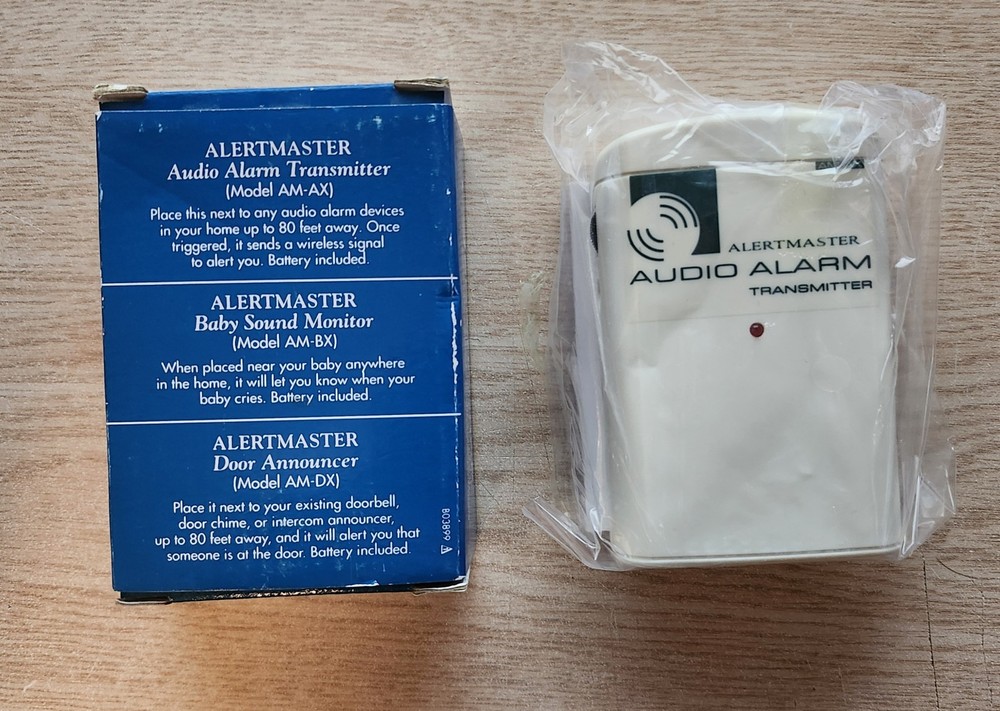 ALERTMASTER
Audio Alarm Transmitter
(Model AM-AX)
Place this next to any audio alarm devices
in your home up to 80 feet away. Once
triggered, it sends a wireless signal
to alert you. Battery included.
ALERTMASTER
Baby Sound Monitor
(Model AM-BX)
When placed near your baby anywhere
in the home, it will let you know when your
baby cries. Battery included.
ALERTMASTER
Door Announcer
(Model AM-DX)
Place it next to your existing doorbell,
door chime, or intercom announcer,
up to 80 feet away, and it will alert you that
someone is at the door. Battery included.
803899 A
ALERTMASTER
AUDIO ALARM
TRANSMITTER